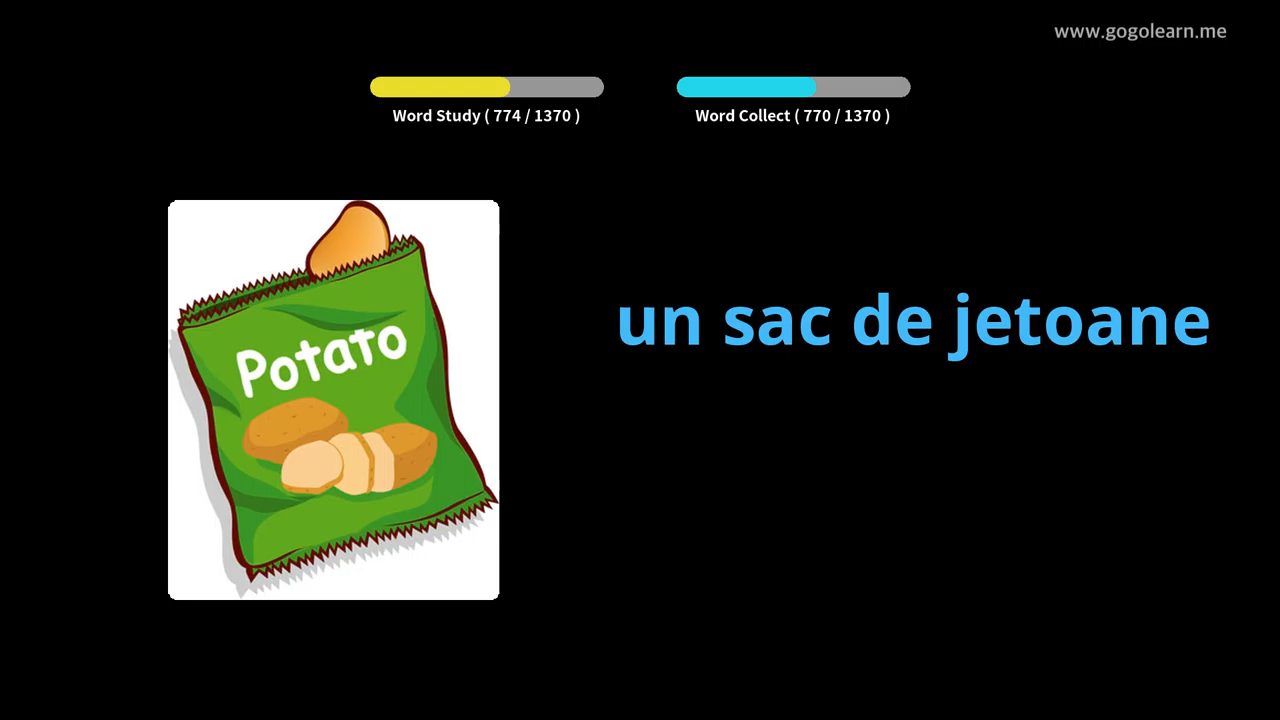 www.gogolearn.me
Word Study ( 774 / 1370 )
Word Collect ( 770 / 1370 )
Potato
un sac de jetoane